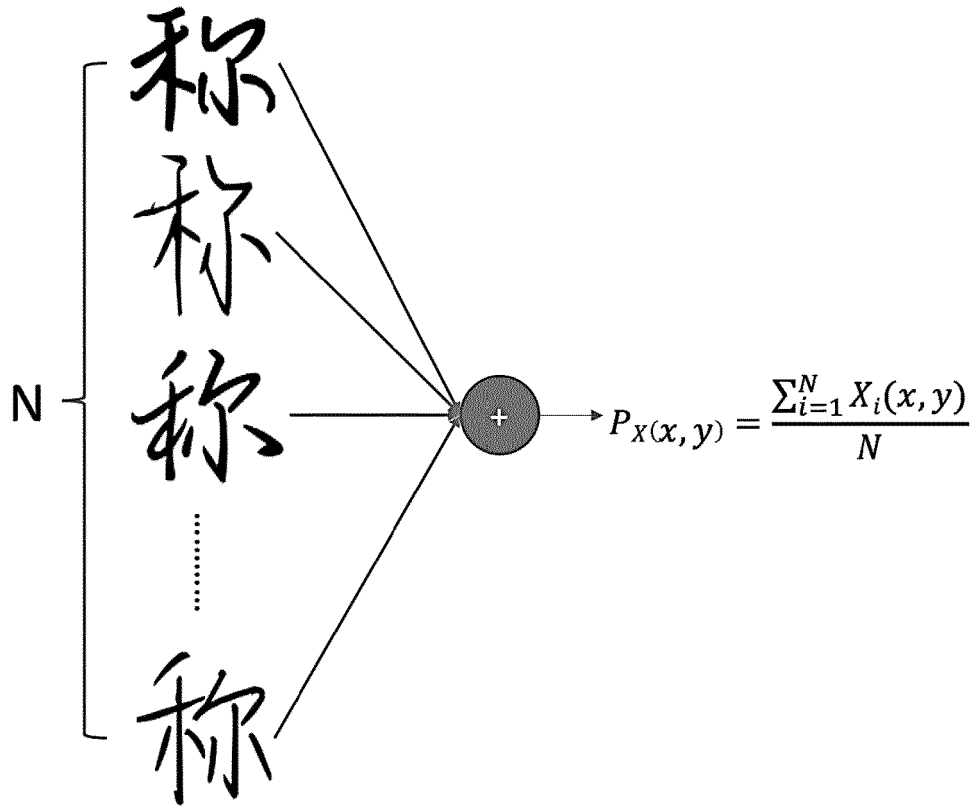 称
称
称
称
N
+
P_X(x, y) = \frac{\sum_{i=1}^{N} X_i(x, y)}{N}